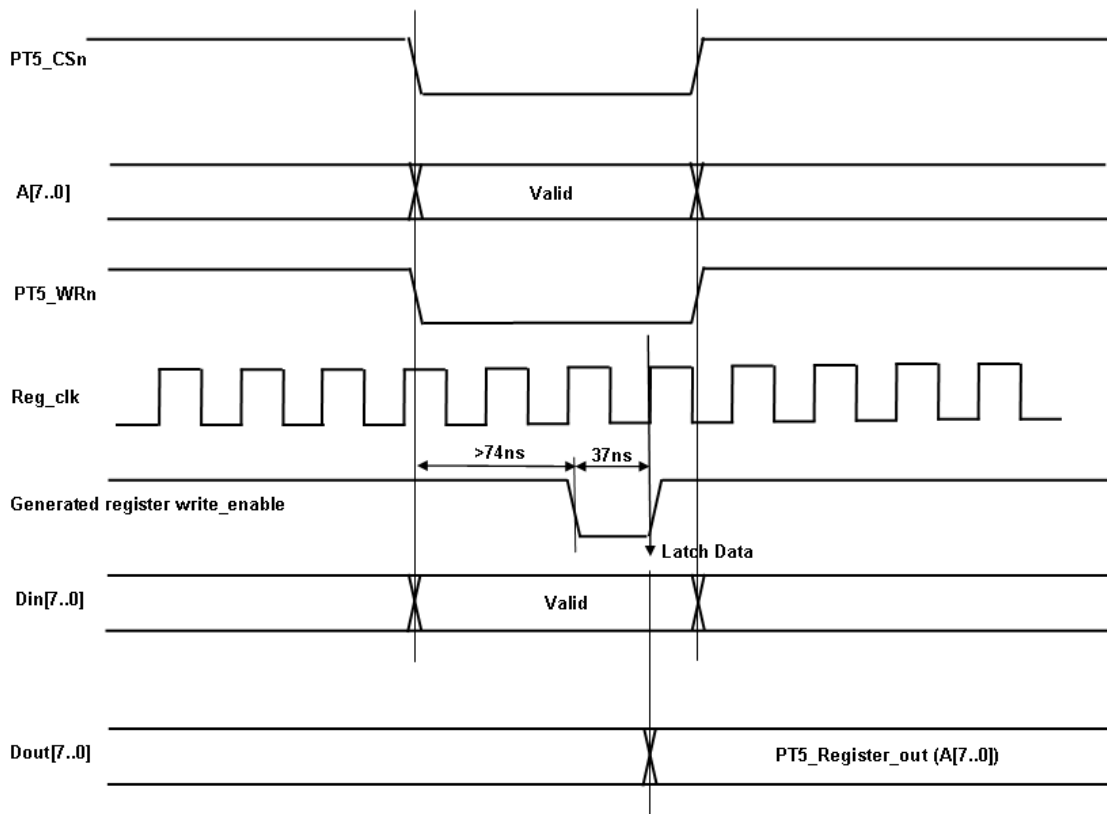 PT5_CSn
A[7..0]
Valid
PT5_WRn
Reg_clk
>74ns
37ns
Generated register write_enable
Latch Data
Din[7..0]
Valid
Dout[7..0]
PT5_Register_out (A[7..0])